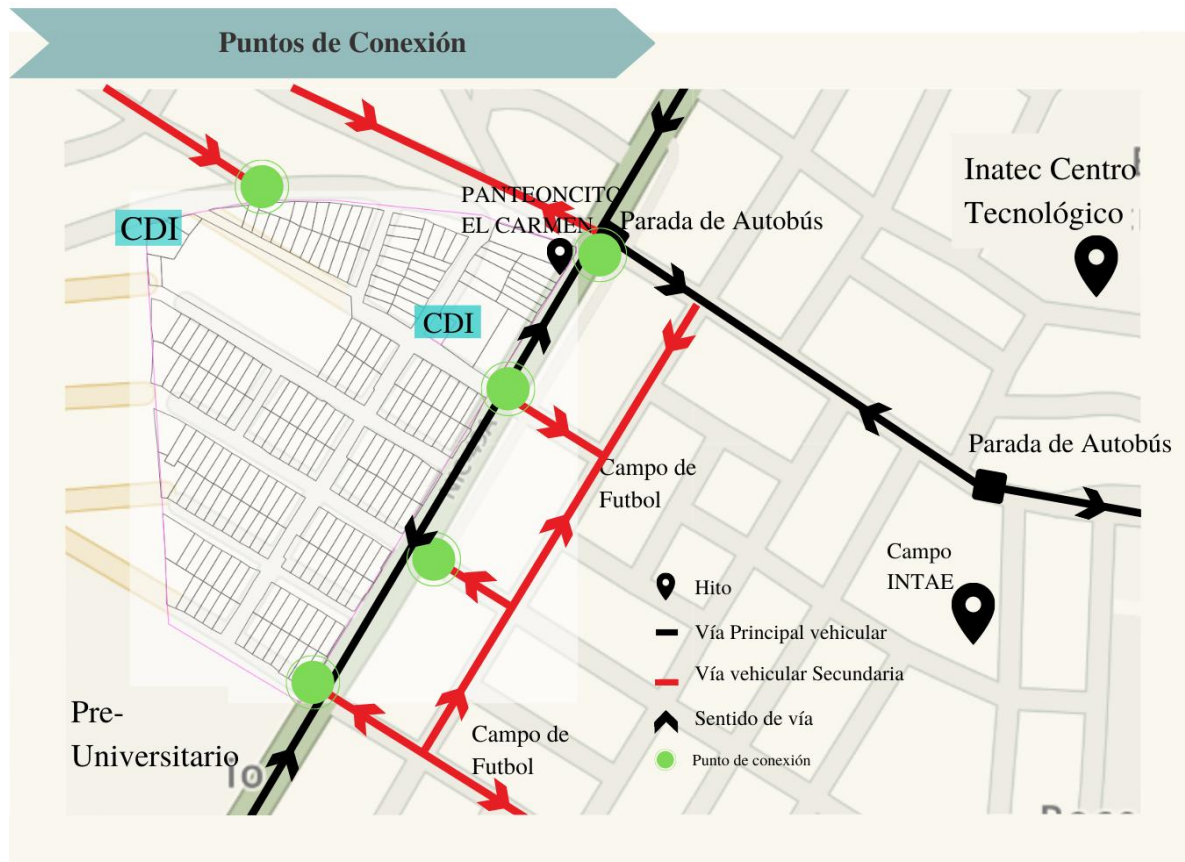 Puntos de Conexión
Inatec Centro
Tecnológico
PANTEONCITO
EL CARMEN
Parada de Autobús
CDI
CDI
Parada de Autobús
Campo de
Futbol
Campo
INTAE
Hito
Vía Principal vehicular
Vía vehicular Secundaria
Sentido de vía
Punto de conexión
Pre-
Universitario
Campo de
Futbol